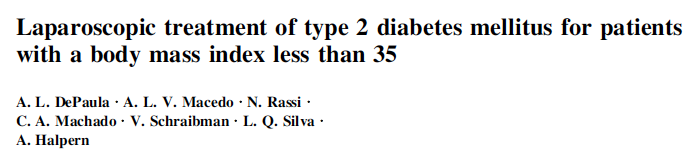 Laparoscopic treatment of type 2 diabetes mellitus for patients
with a body mass index less than 35
A. L. DePaula · A. L. V. Macedo · N. Rassi ·
C. A. Machado · V. Schraibman · L. Q. Silva ·
A. Halpern